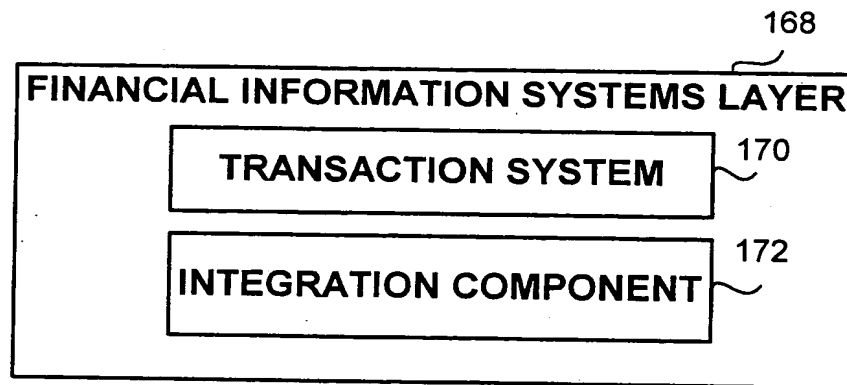 168
FINANCIAL INFORMATION SYSTEMS LAYER
TRANSACTION SYSTEM
170
INTEGRATION COMPONENT
172